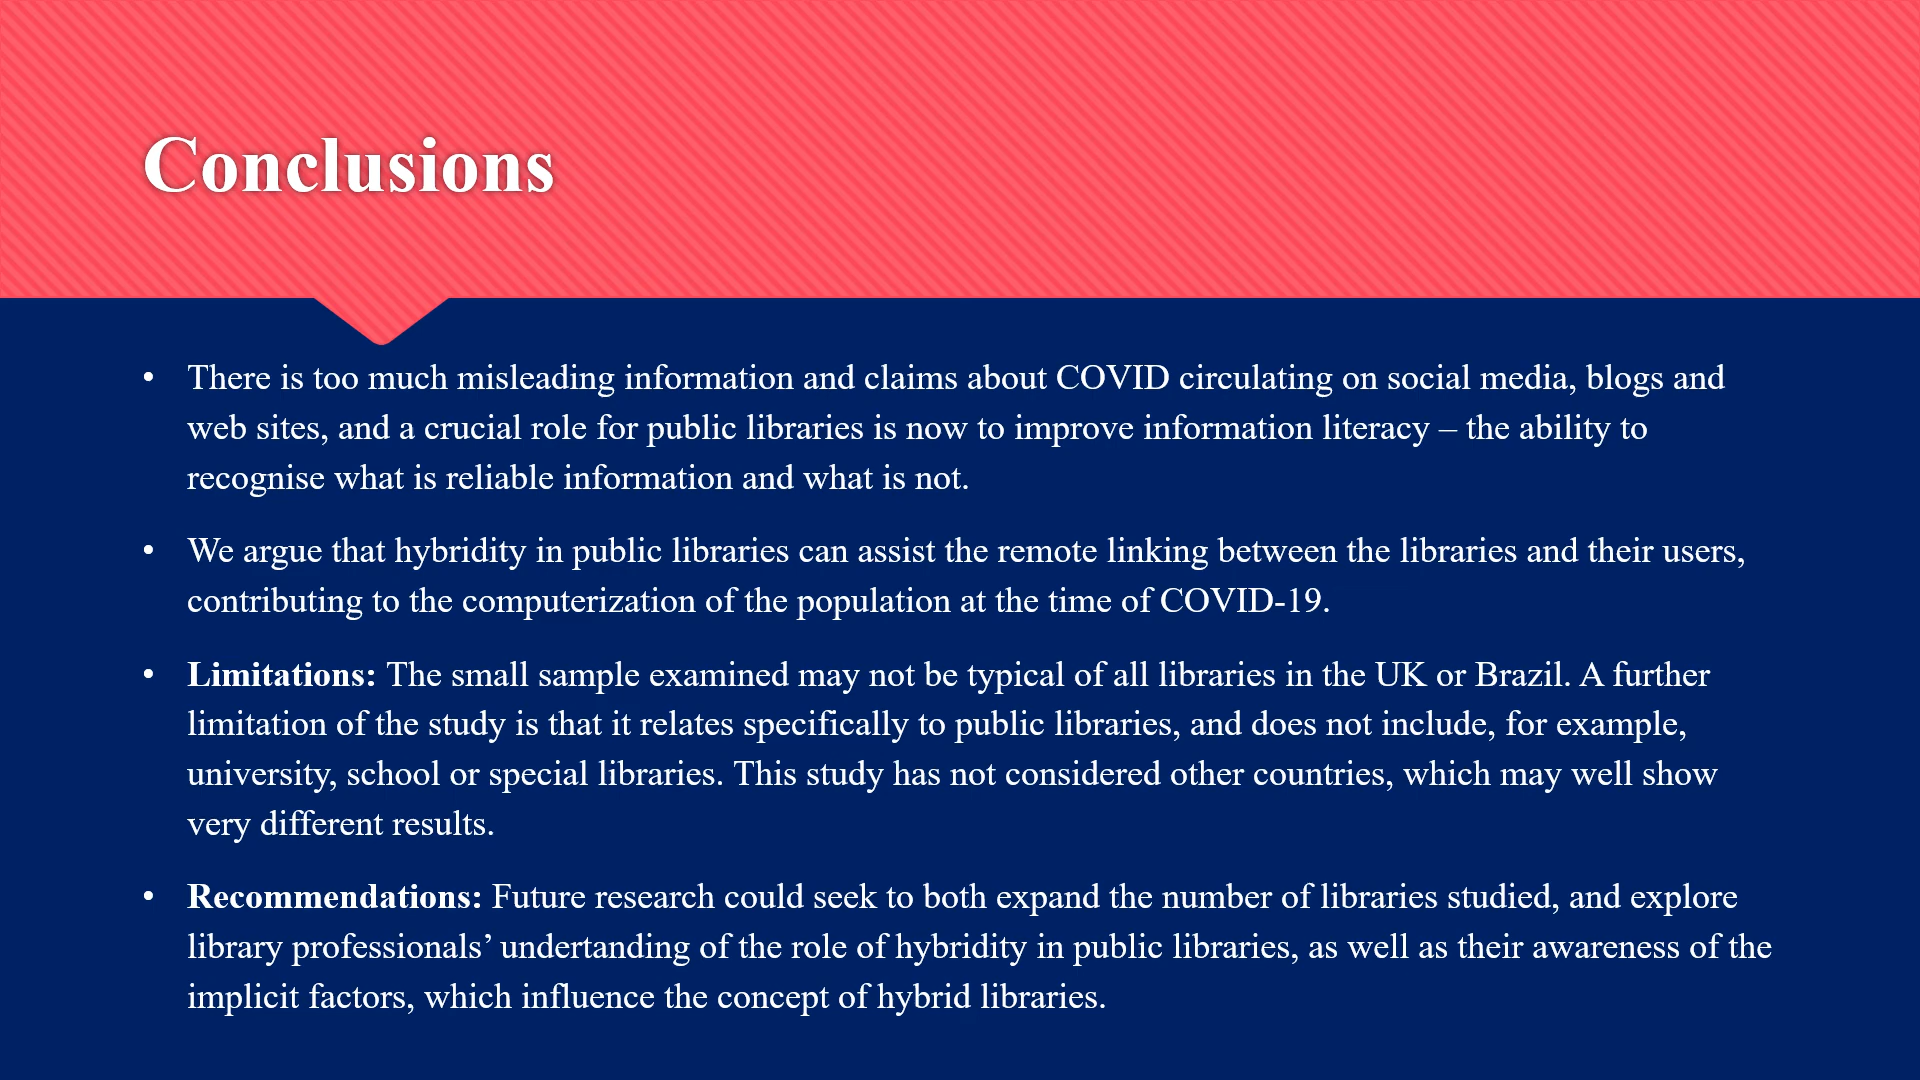 Conclusions
• There is too much misleading information and claims about COVID circulating on social media, blogs and
web sites, and a crucial role for public libraries is now to improve information literacy – the ability to
recognise what is reliable information and what is not.
• We argue that hybridity in public libraries can assist the remote linking between the libraries and their users,
contributing to the computerization of the population at the time of COVID-19.
• Limitations: The small sample examined may not be typical of all libraries in the UK or Brazil. A further
limitation of the study is that it relates specifically to public libraries, and does not include, for example,
university, school or special libraries. This study has not considered other countries, which may well show
very different results.
• Recommendations: Future research could seek to both expand the number of libraries studied, and explore
library professionals’ undertanding of the role of hybridity in public libraries, as well as their awareness of the
implicit factors, which influence the concept of hybrid libraries.